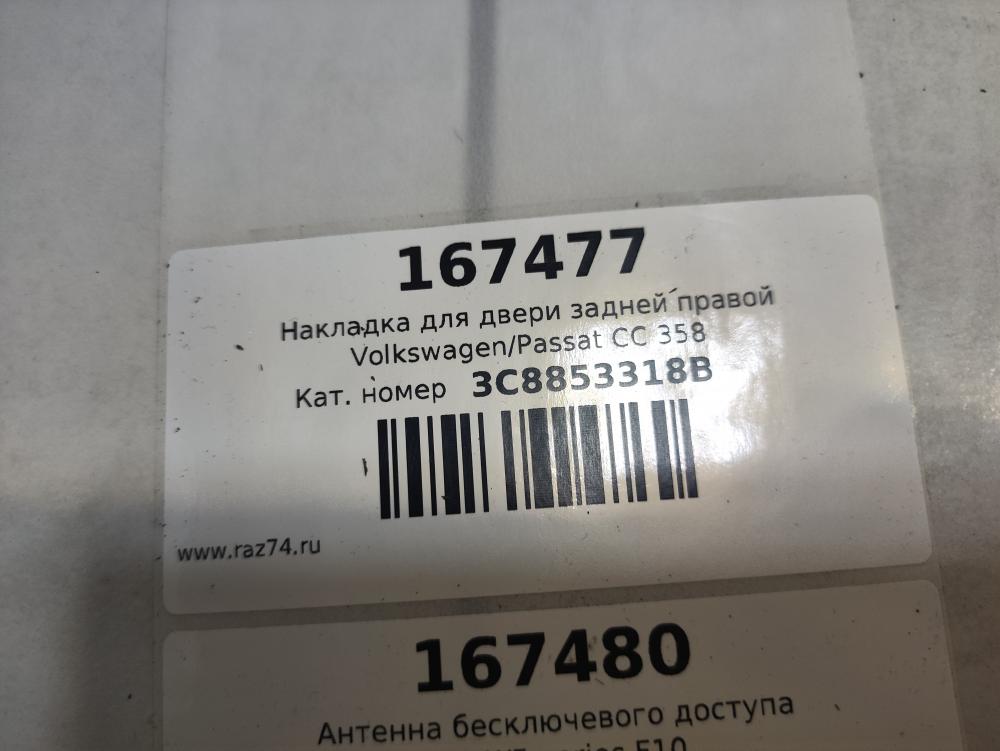 167477
Накладка для двери задней правой
Volkswagen/Passat CC 358
Кат. номер 3C8853318B
www.raz74.ru
167480
Антенна бесключевого доступа
F10